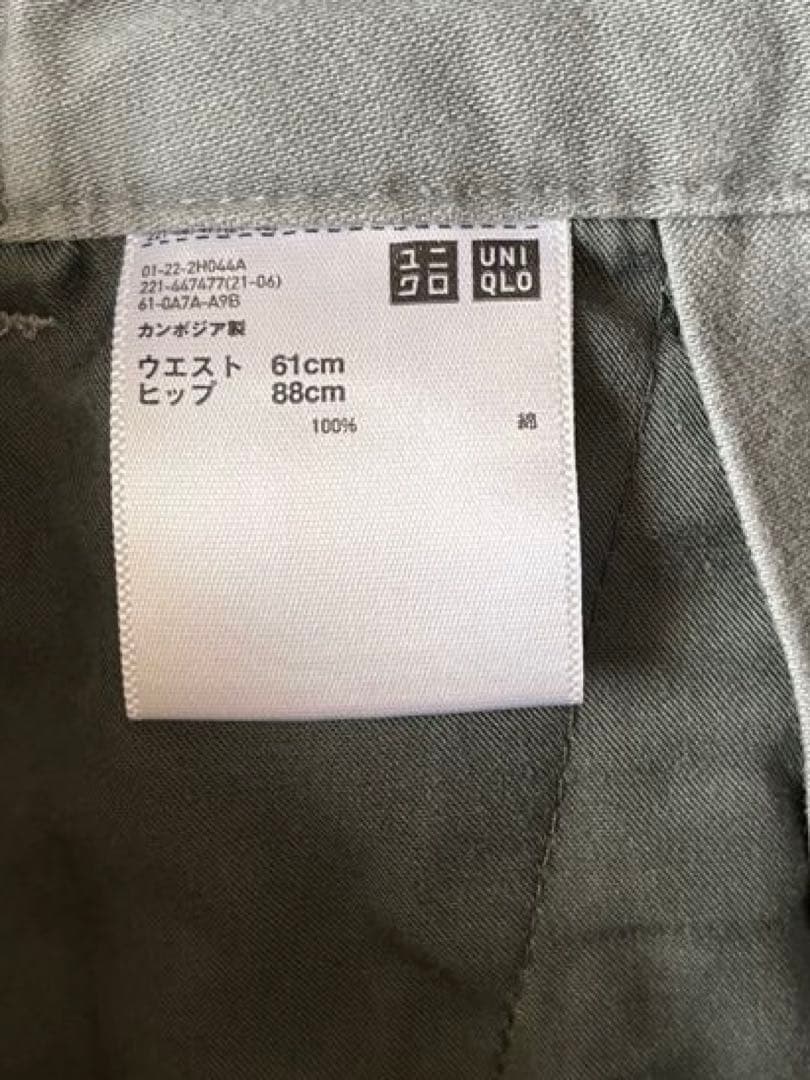 ユニ
クロ
UNI
QLO
01-22-2H044A
221-447477(21-06)
61-0A7A-A9B
カンボジア製
ウエスト 61cm
ヒップ 88cm
100% 綿